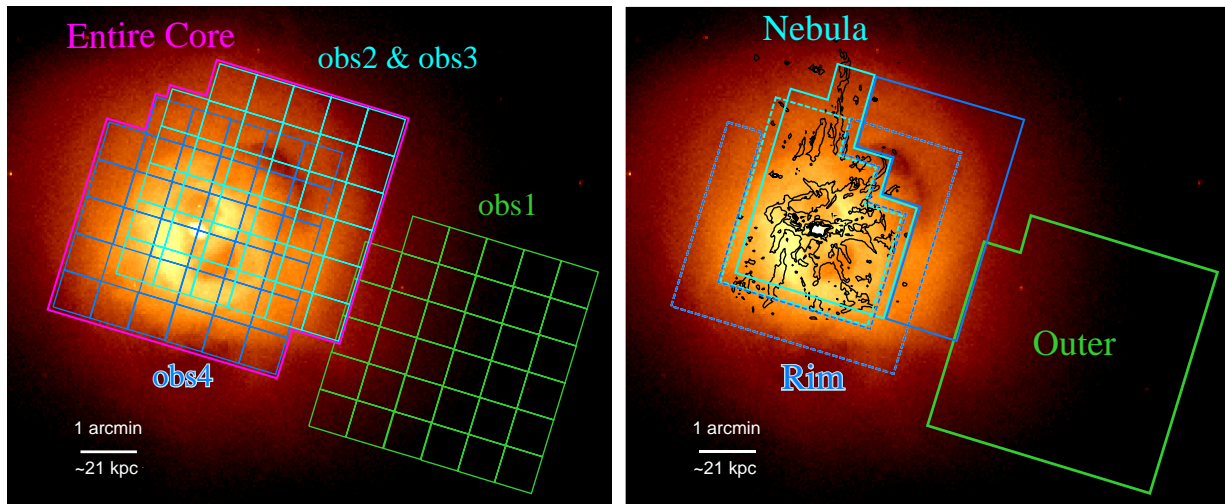 Entire Core
obs2 & obs3
obs1
obs4
1 arcmin
~21 kpc
Nebula
Outer
Rim
1 arcmin
~21 kpc